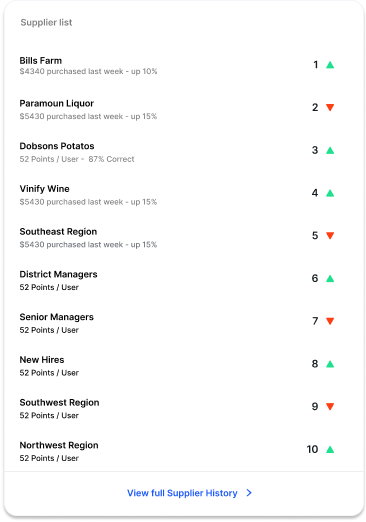 Supplier list
Bills Farm
1
$4340 purchased last week - up 10%
Paramoun Liquor
2
$5430 purchased last week - up 15%
Dobsons Potatos
3
52 Points / User - 87% Correct
Vinify Wine
4
$5430 purchased last week - up 15%
Southeast Region
5
$5430 purchased last week - up 15%
District Managers
6
52 Points / User
Senior Managers
7
52 Points / User
New Hires
8
52 Points / User
Southwest Region
9
52 Points / User
Northwest Region
10
52 Points / User
View full Supplier History